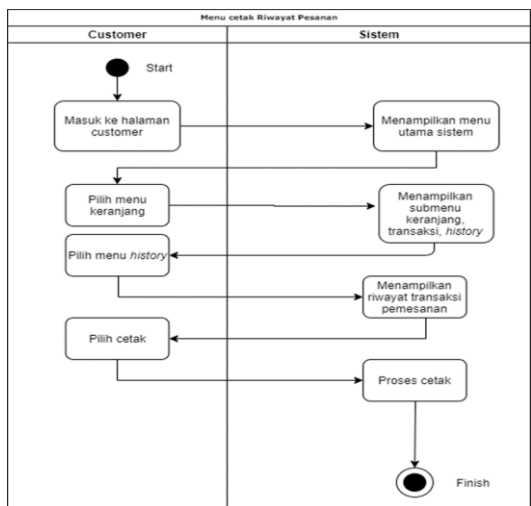 Menu cetak Riwayat Pesanan
Customer
Sistem
Start
Masuk ke halaman
customer
Menampilkan menu
utama sistem
Pilih menu
keranjang
Menampilkan
submenu
keranjang,
transaksi, history
Pilih menu history
Menampilkan
riwayat transaksi
pemesanan
Pilih cetak
Proses cetak
Finish